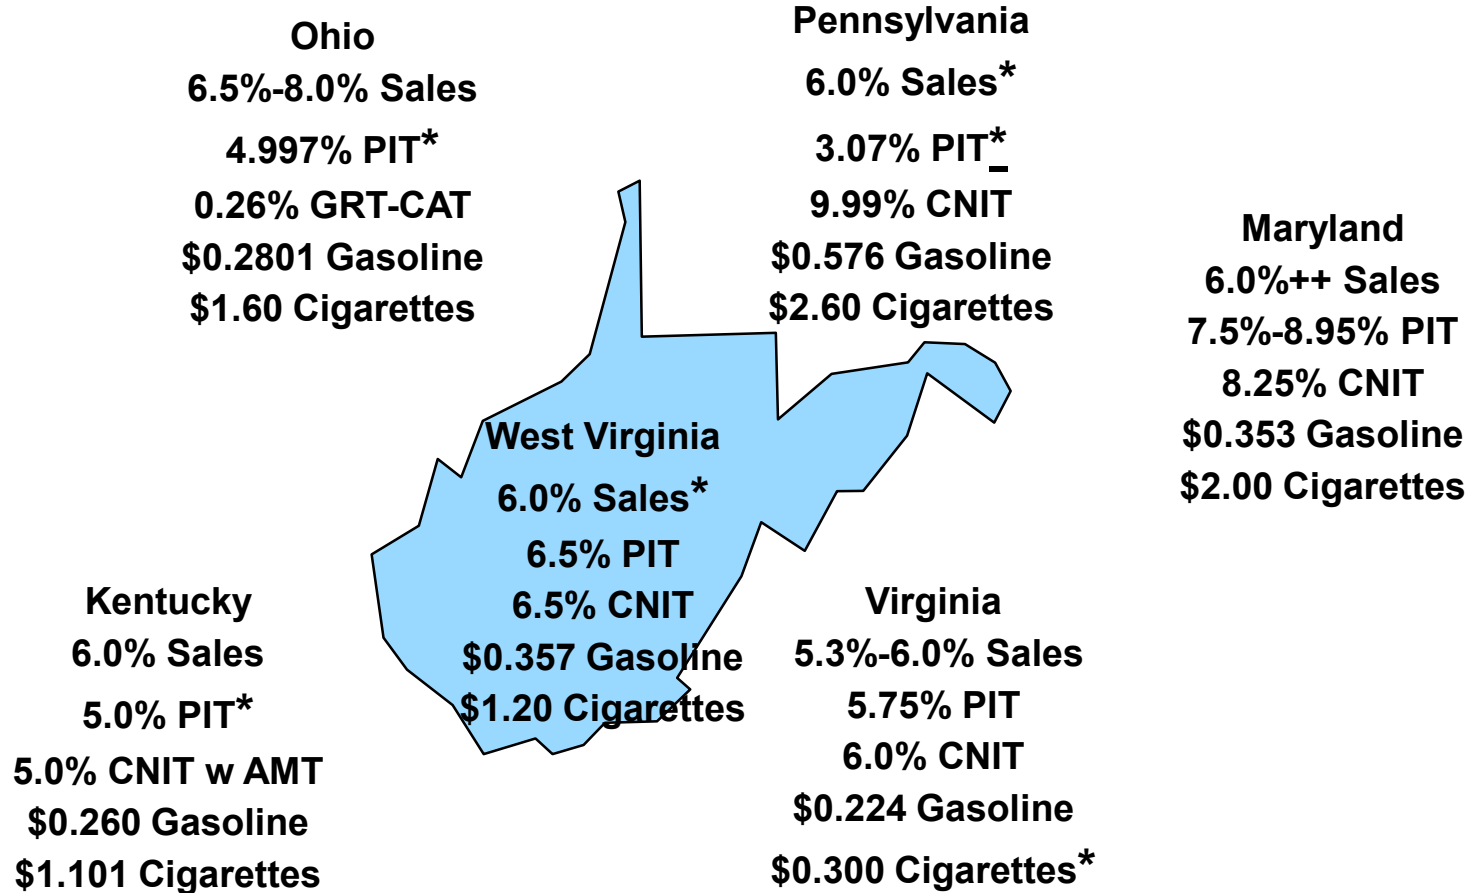 Ohio
6.5%-8.0% Sales
4.997% PIT*
0.26% GRT-CAT
$0.2801 Gasoline
$1.60 Cigarettes
Pennsylvania
6.0% Sales*
3.07% PIT*
9.99% CNIT
$0.576 Gasoline
$2.60 Cigarettes
Maryland
6.0%++ Sales
7.5%-8.95% PIT
8.25% CNIT
$0.353 Gasoline
$2.00 Cigarettes
West Virginia
6.0% Sales*
6.5% PIT
6.5% CNIT
$0.357 Gasoline
$1.20 Cigarettes
Kentucky
6.0% Sales
5.0% PIT*
5.0% CNIT w AMT
$0.260 Gasoline
$1.101 Cigarettes
Virginia
5.3%-6.0% Sales
5.75% PIT
6.0% CNIT
$0.224 Gasoline
$0.300 Cigarettes*